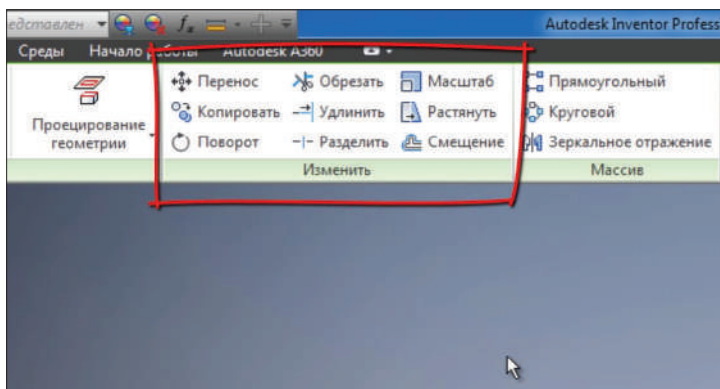 едставлен fx Autodesk Inventor Profess
Среды Начало работы Autodesk A360
Проецирование геометрии
Перенос Обрезать Масштаб
Копировать Удлинить Растянуть
Поворот Разделить Смещение
Изменить
Прямоугольный
Круговой
Зеркальное отражение
Массив